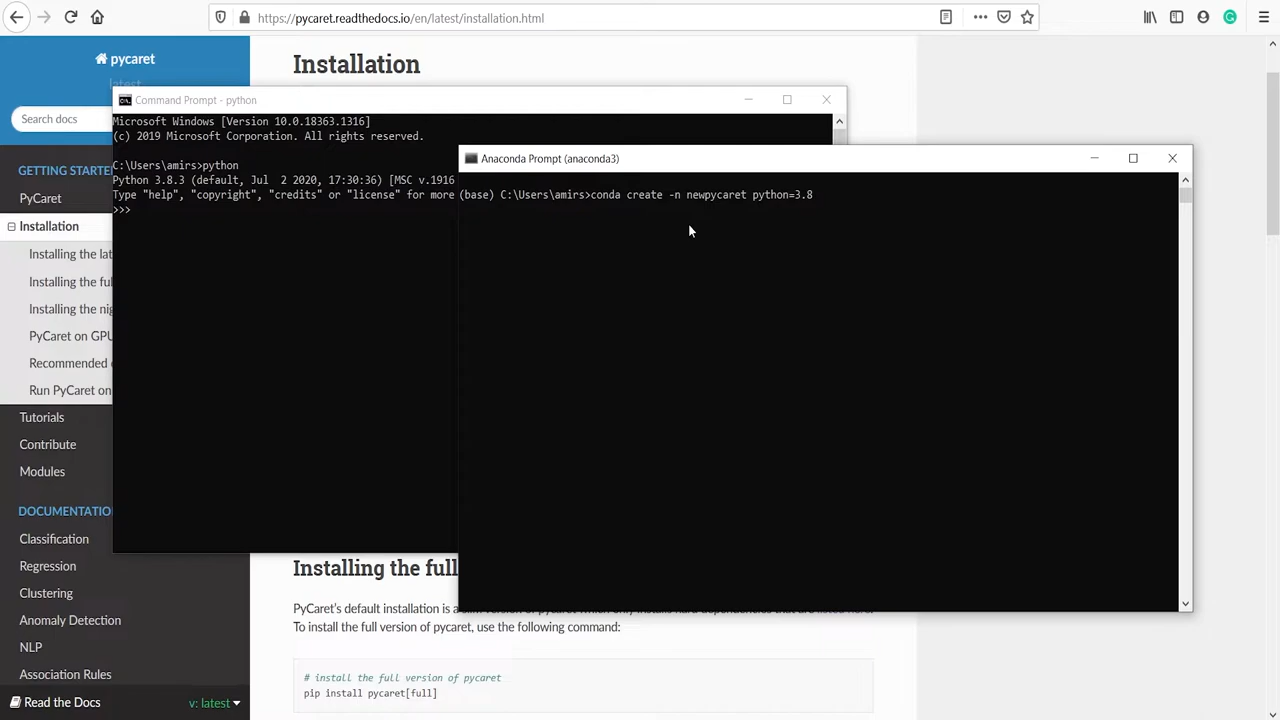 https://pycaret.readthedocs.io/en/latest/installation.html
pycaret
latest
Search docs
GETTING STARTE
PyCaret
Installation
Installing the lat
Installing the ful
Installing the nig
PyCaret on GPU
Recommended
Run PyCaret on
Tutorials
Contribute
Modules
DOCUMENTATIO
Classification
Regression
Clustering
Anomaly Detection
NLP
Association Rules
Read the Docs
v: latest
Installation
Command Prompt - python
Microsoft Windows [Version 10.0.18363.1316]
(c) 2019 Microsoft Corporation. All rights reserved.
C:\Users\amirs>python
Python 3.8.3 (default, Jul 2 2020, 17:30:36) [MSC v.1916
Type "help", "copyright", "credits" or "license" for more
>>>
Anaconda Prompt (anaconda3)
(base) C:\Users\amirs>conda create -n newpycaret python=3.8
Installing the full
PyCaret's default installation is a
To install the full version of pycaret, use the following command:
# install the full version of pycaret
pip install pycaret[full]